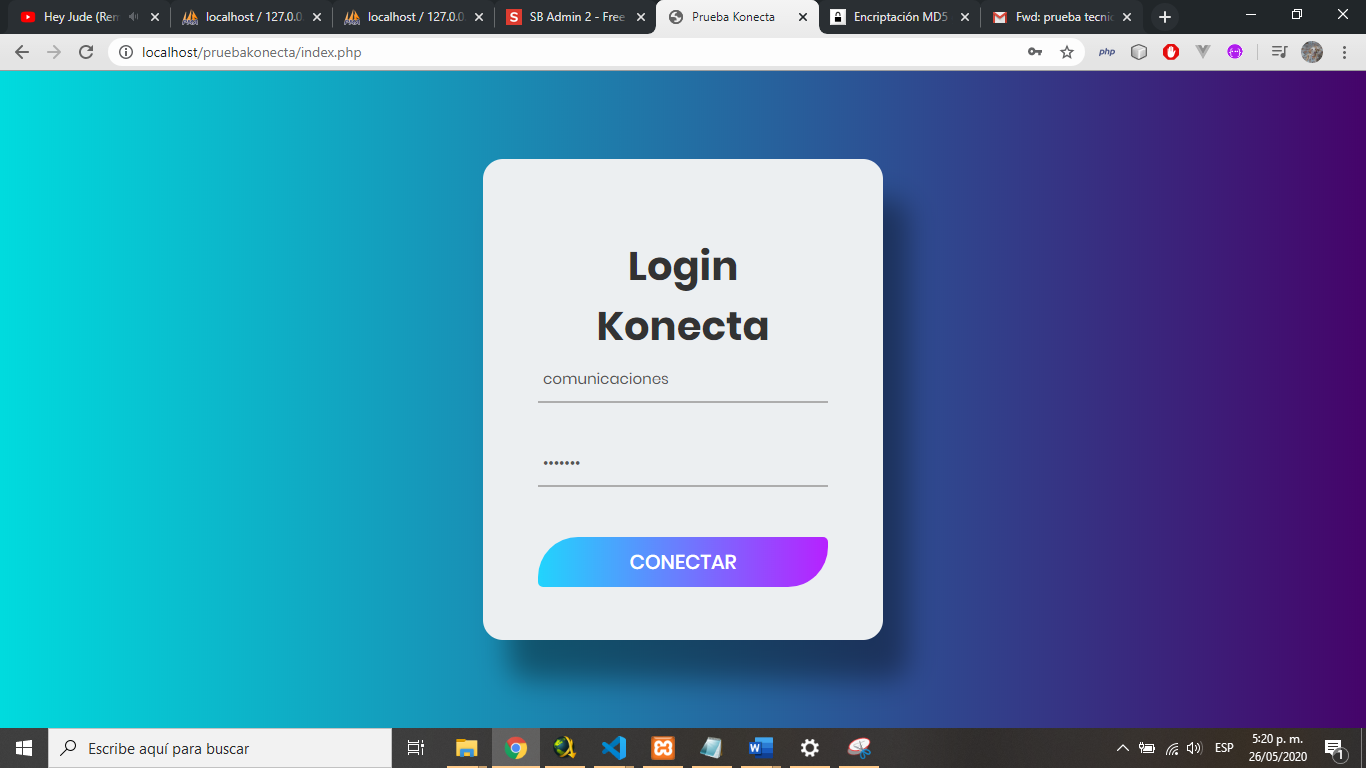 Hey Jude (Rem
localhost / 127.0.0
localhost / 127.0.0
SB Admin 2 - Free
Prueba Konecta
Encriptación MD5
Fwd: prueba tecnic
localhost/pruebakonecta/index.php
php
Login
Konecta
comunicaciones
•••••••
CONECTAR
Escribe aquí para buscar
ESP
5:20 p. m.
26/05/2020
1